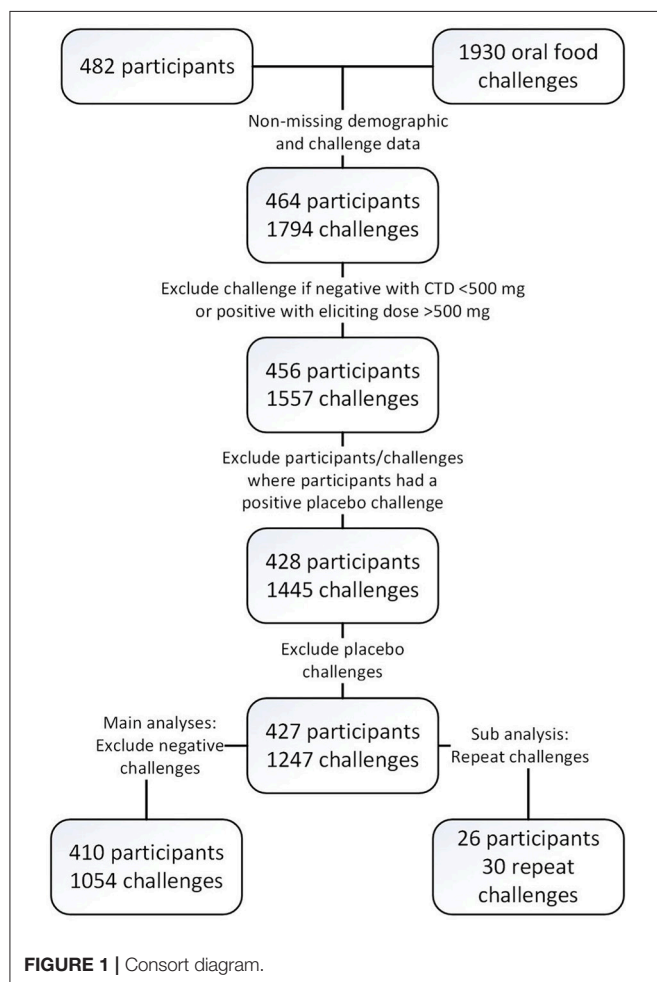 482 participants
1930 oral food
challenges
Non-missing demographic
and challenge data
464 participants
1794 challenges
Exclude challenge if negative with CTD <500 mg
or positive with eliciting dose >500 mg
456 participants
1557 challenges
Exclude participants/challenges
where participants had a
positive placebo challenge
428 participants
1445 challenges
Exclude placebo
challenges
427 participants
1247 challenges
Main analyses:
Exclude negative
challenges
Sub analysis:
Repeat challenges
410 participants
1054 challenges
26 participants
30 repeat
challenges
FIGURE 1 | Consort diagram.